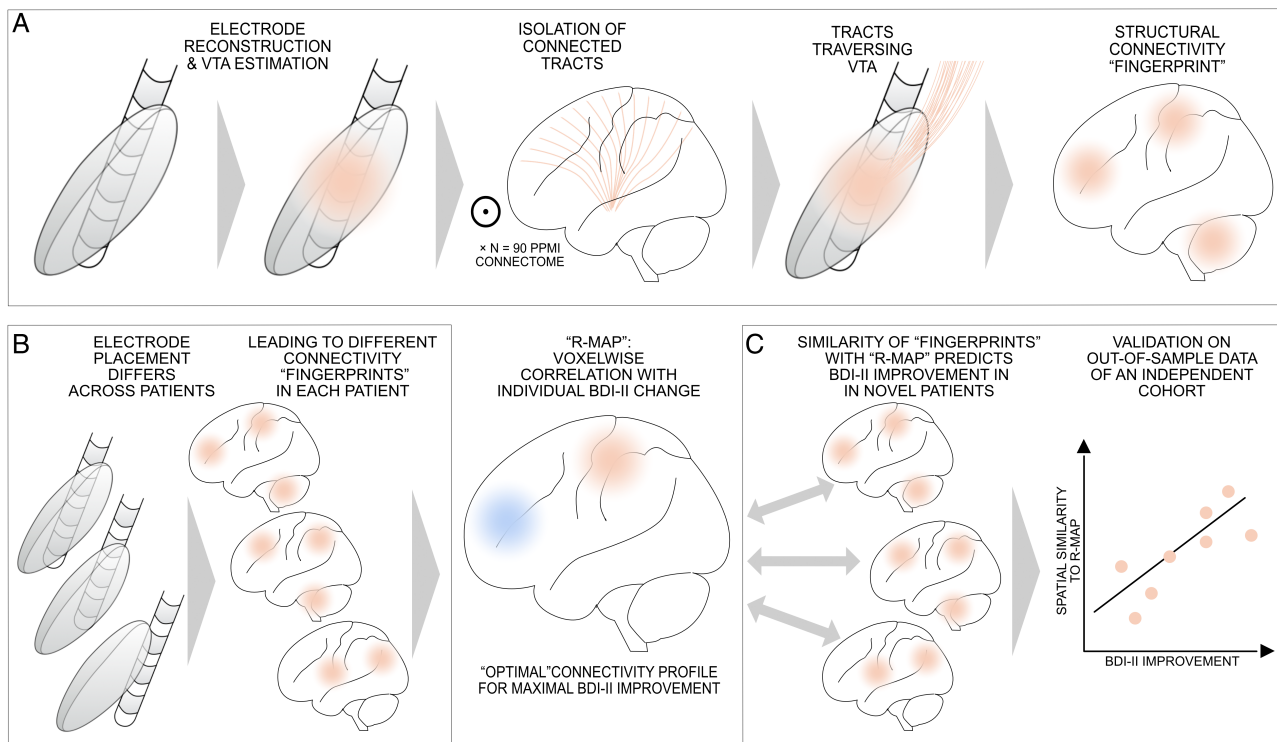 A
ELECTRODE
RECONSTRUCTION
& VTA ESTIMATION
ISOLATION OF
CONNECTED
TRACTS
× N = 90 PPMI
CONNECTOME
TRACTS
TRAVERSING
VTA
STRUCTURAL
CONNECTIVITY
“FINGERPRINT”
B
ELECTRODE
PLACEMENT
DIFFERS
ACROSS PATIENTS
LEADING TO DIFFERENT
CONNECTIVITY
“FINGERPRINTS”
IN EACH PATIENT
“R-MAP”:
VOXELWISE
CORRELATION WITH
INDIVIDUAL BDI-II CHANGE
“OPTIMAL”CONNECTIVITY PROFILE
FOR MAXIMAL BDI-II IMPROVEMENT
C
SIMILARITY OF “FINGERPRINTS”
WITH “R-MAP” PREDICTS
BDI-II IMPROVEMENT IN
IN NOVEL PATIENTS
VALIDATION ON
OUT-OF-SAMPLE DATA
OF AN INDEPENDENT
COHORT
SPATIAL SIMILARITY
TO R-MAP
BDI-II IMPROVEMENT